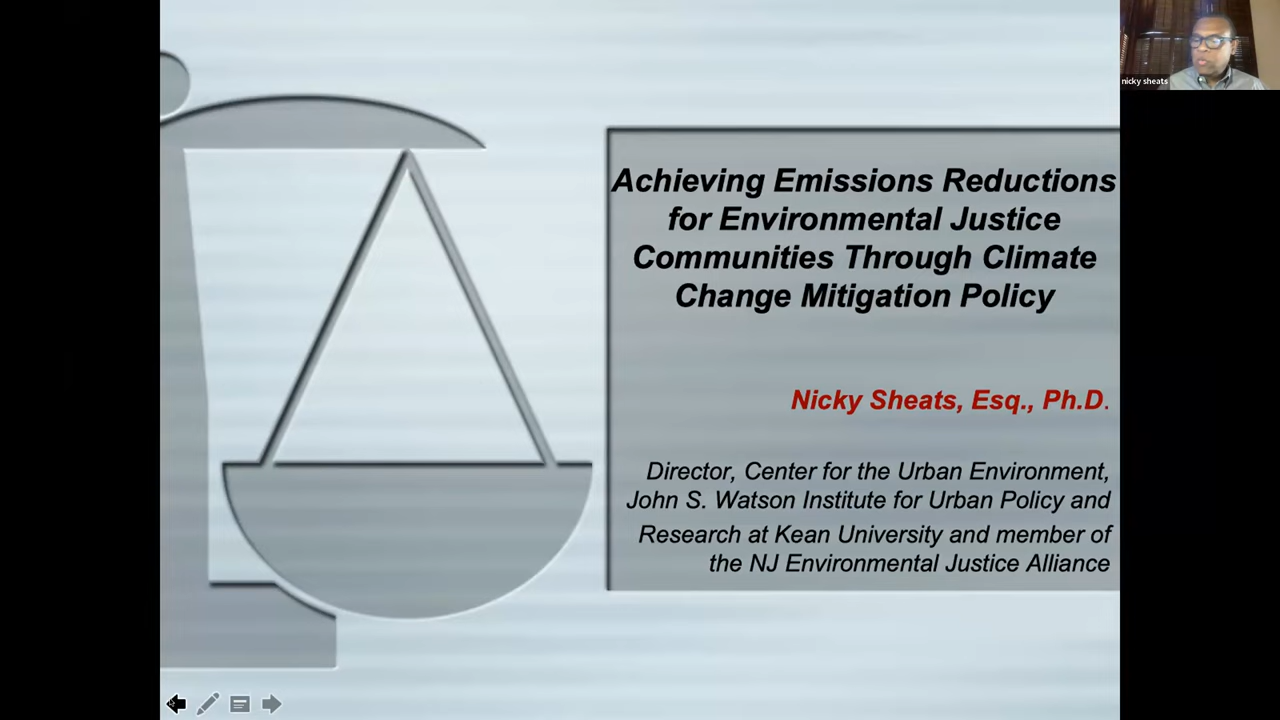 nicky sheats
Achieving Emissions Reductions
for Environmental Justice
Communities Through Climate
Change Mitigation Policy
Nicky Sheats, Esq., Ph.D.
Director, Center for the Urban Environment,
John S. Watson Institute for Urban Policy and
Research at Kean University and member of
the NJ Environmental Justice Alliance